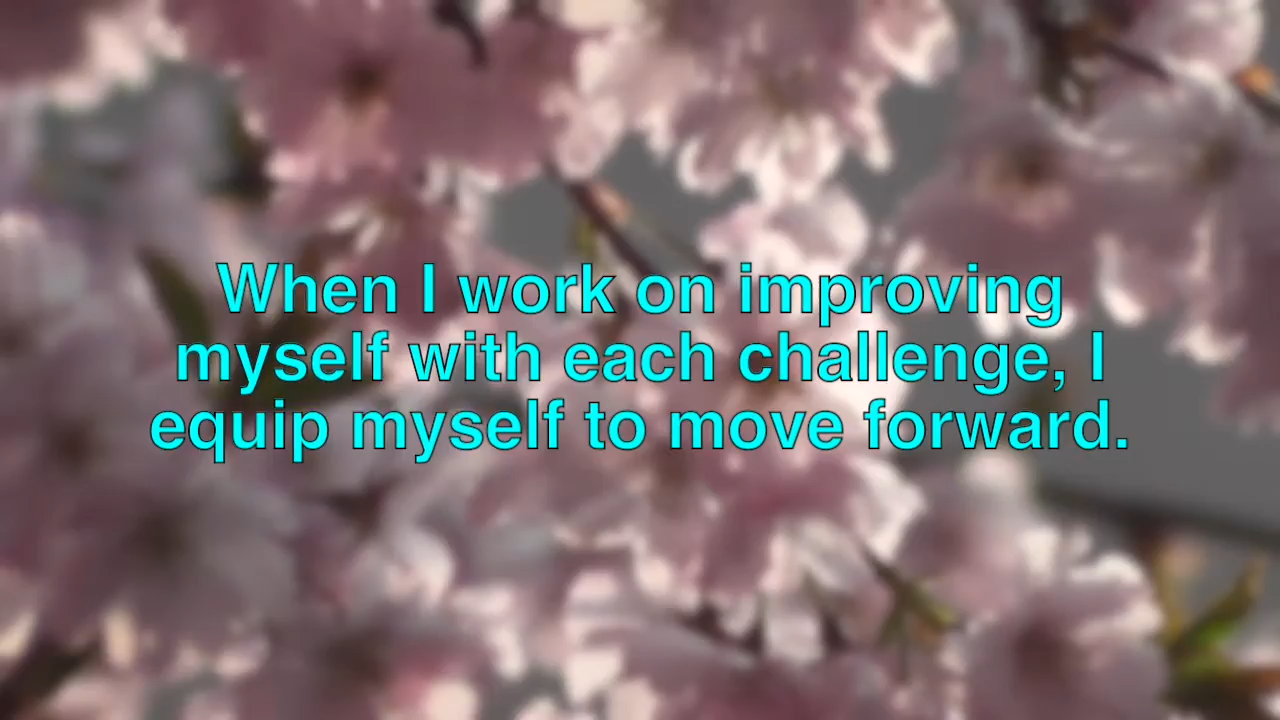 When I work on improving
myself with each challenge, I
equip myself to move forward.